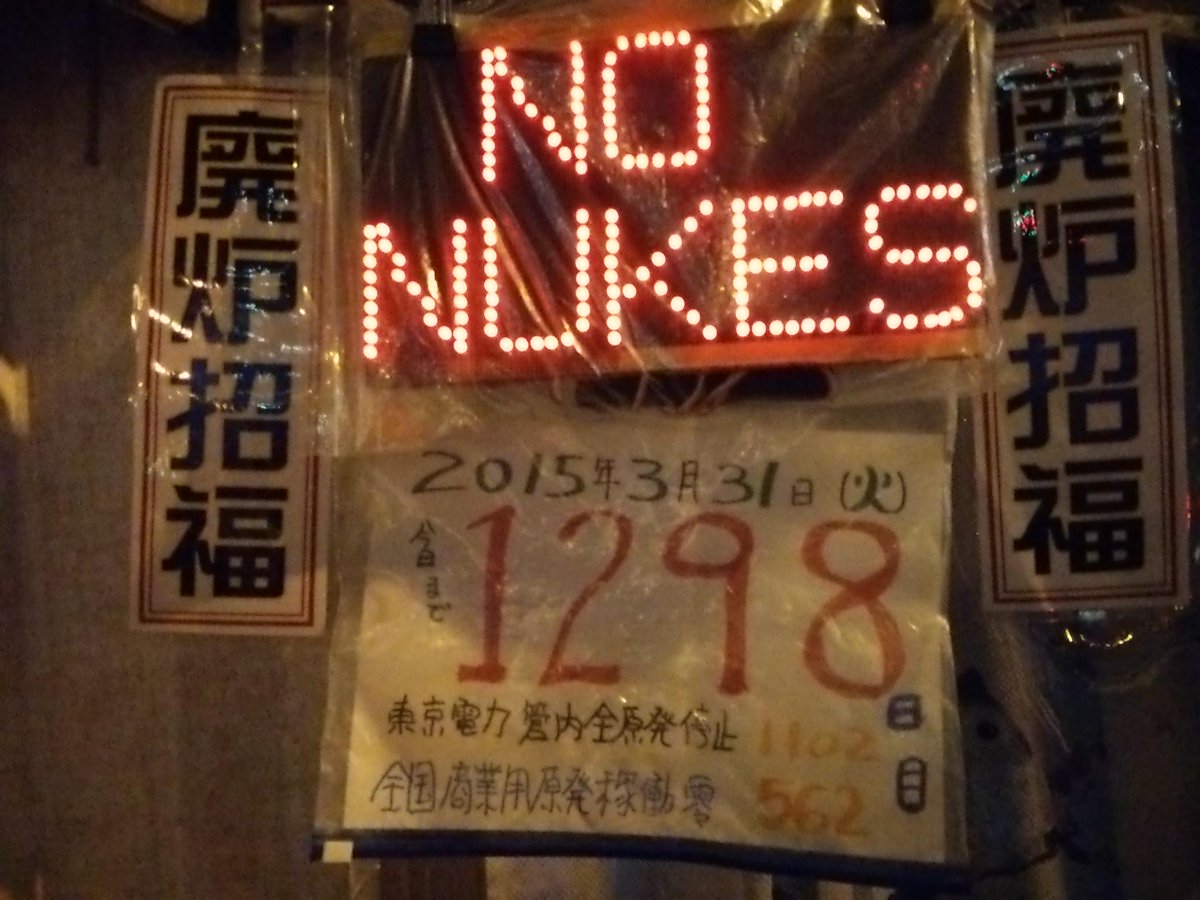 NO
NUKES
廃炉招福
廃炉招福
2015年3月31日(火)
今日まで
1298
日
東京電力管内全原発停止 1102
全国商業用原発稼働零 562
日目